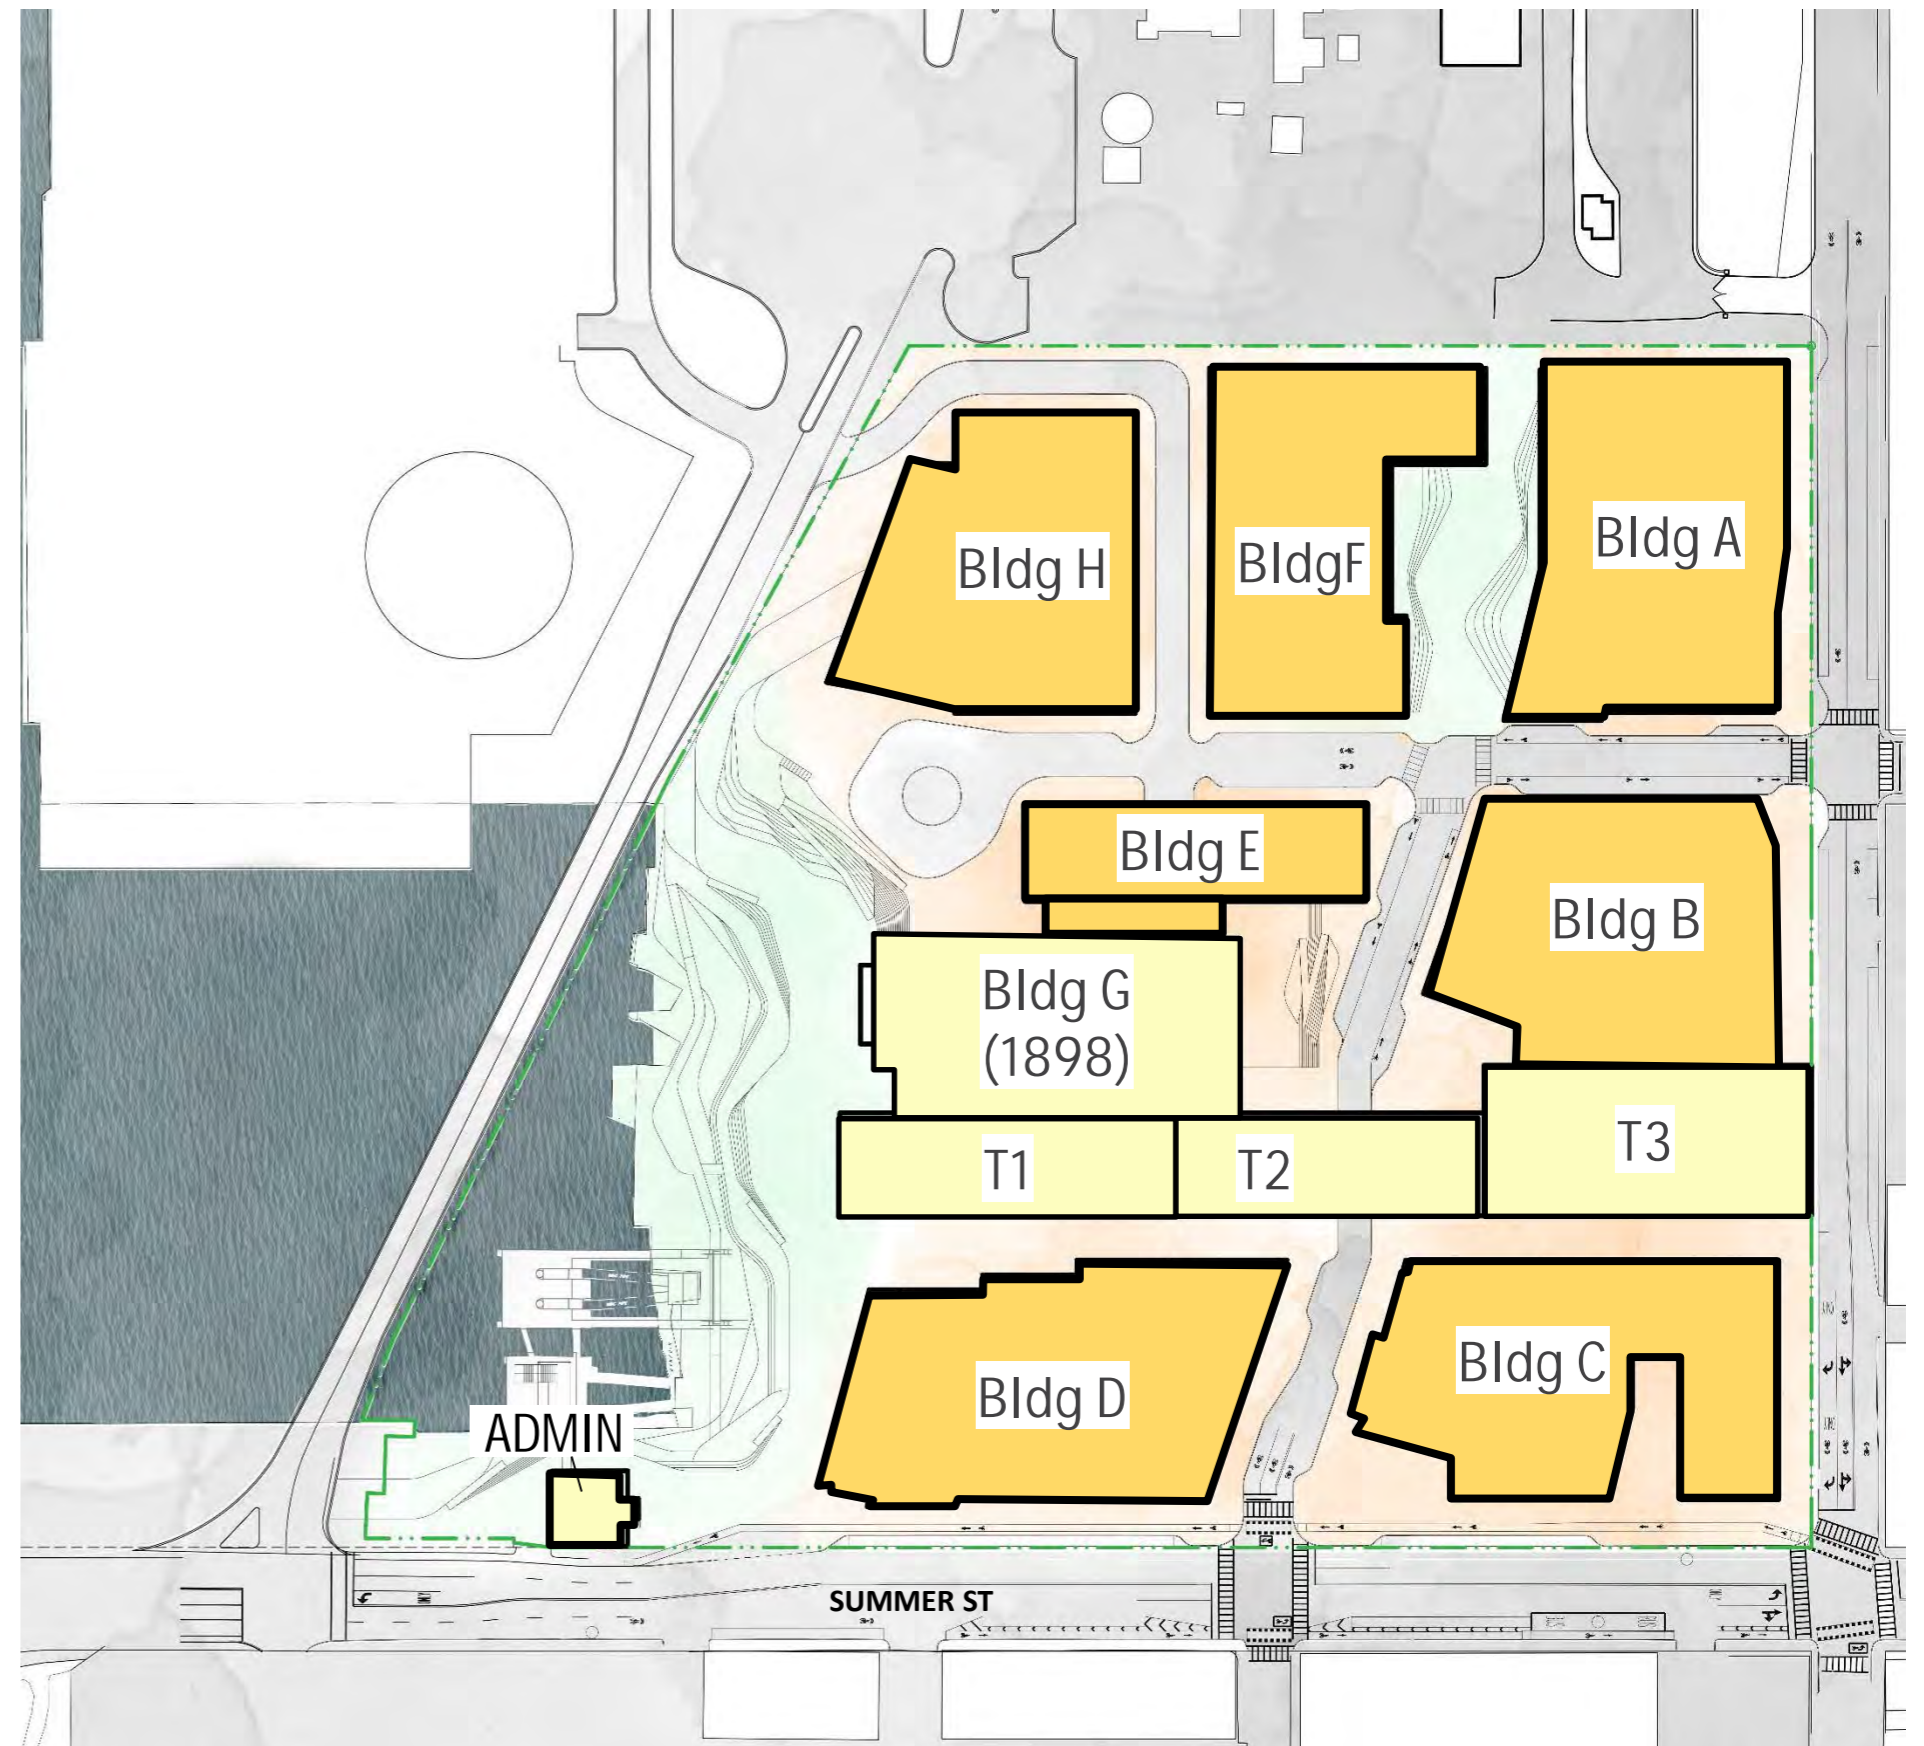 Bldg H
BldgF
Bldg A
Bldg E
Bldg B
Bldg G
(1898)
T1
T2
T3
Bldg D
Bldg C
ADMIN
SUMMER ST